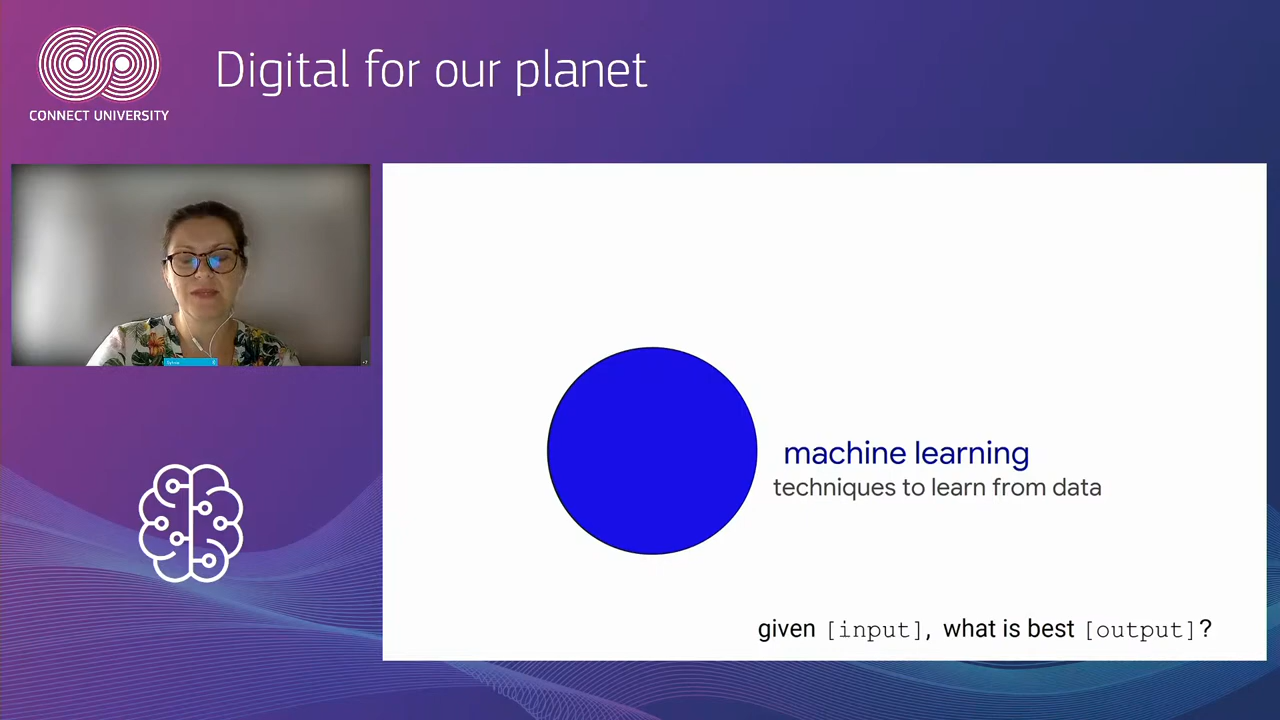 CONNECT UNIVERSITY
Digital for our planet
Sylvie
machine learning
techniques to learn from data
given [input], what is best [output]?